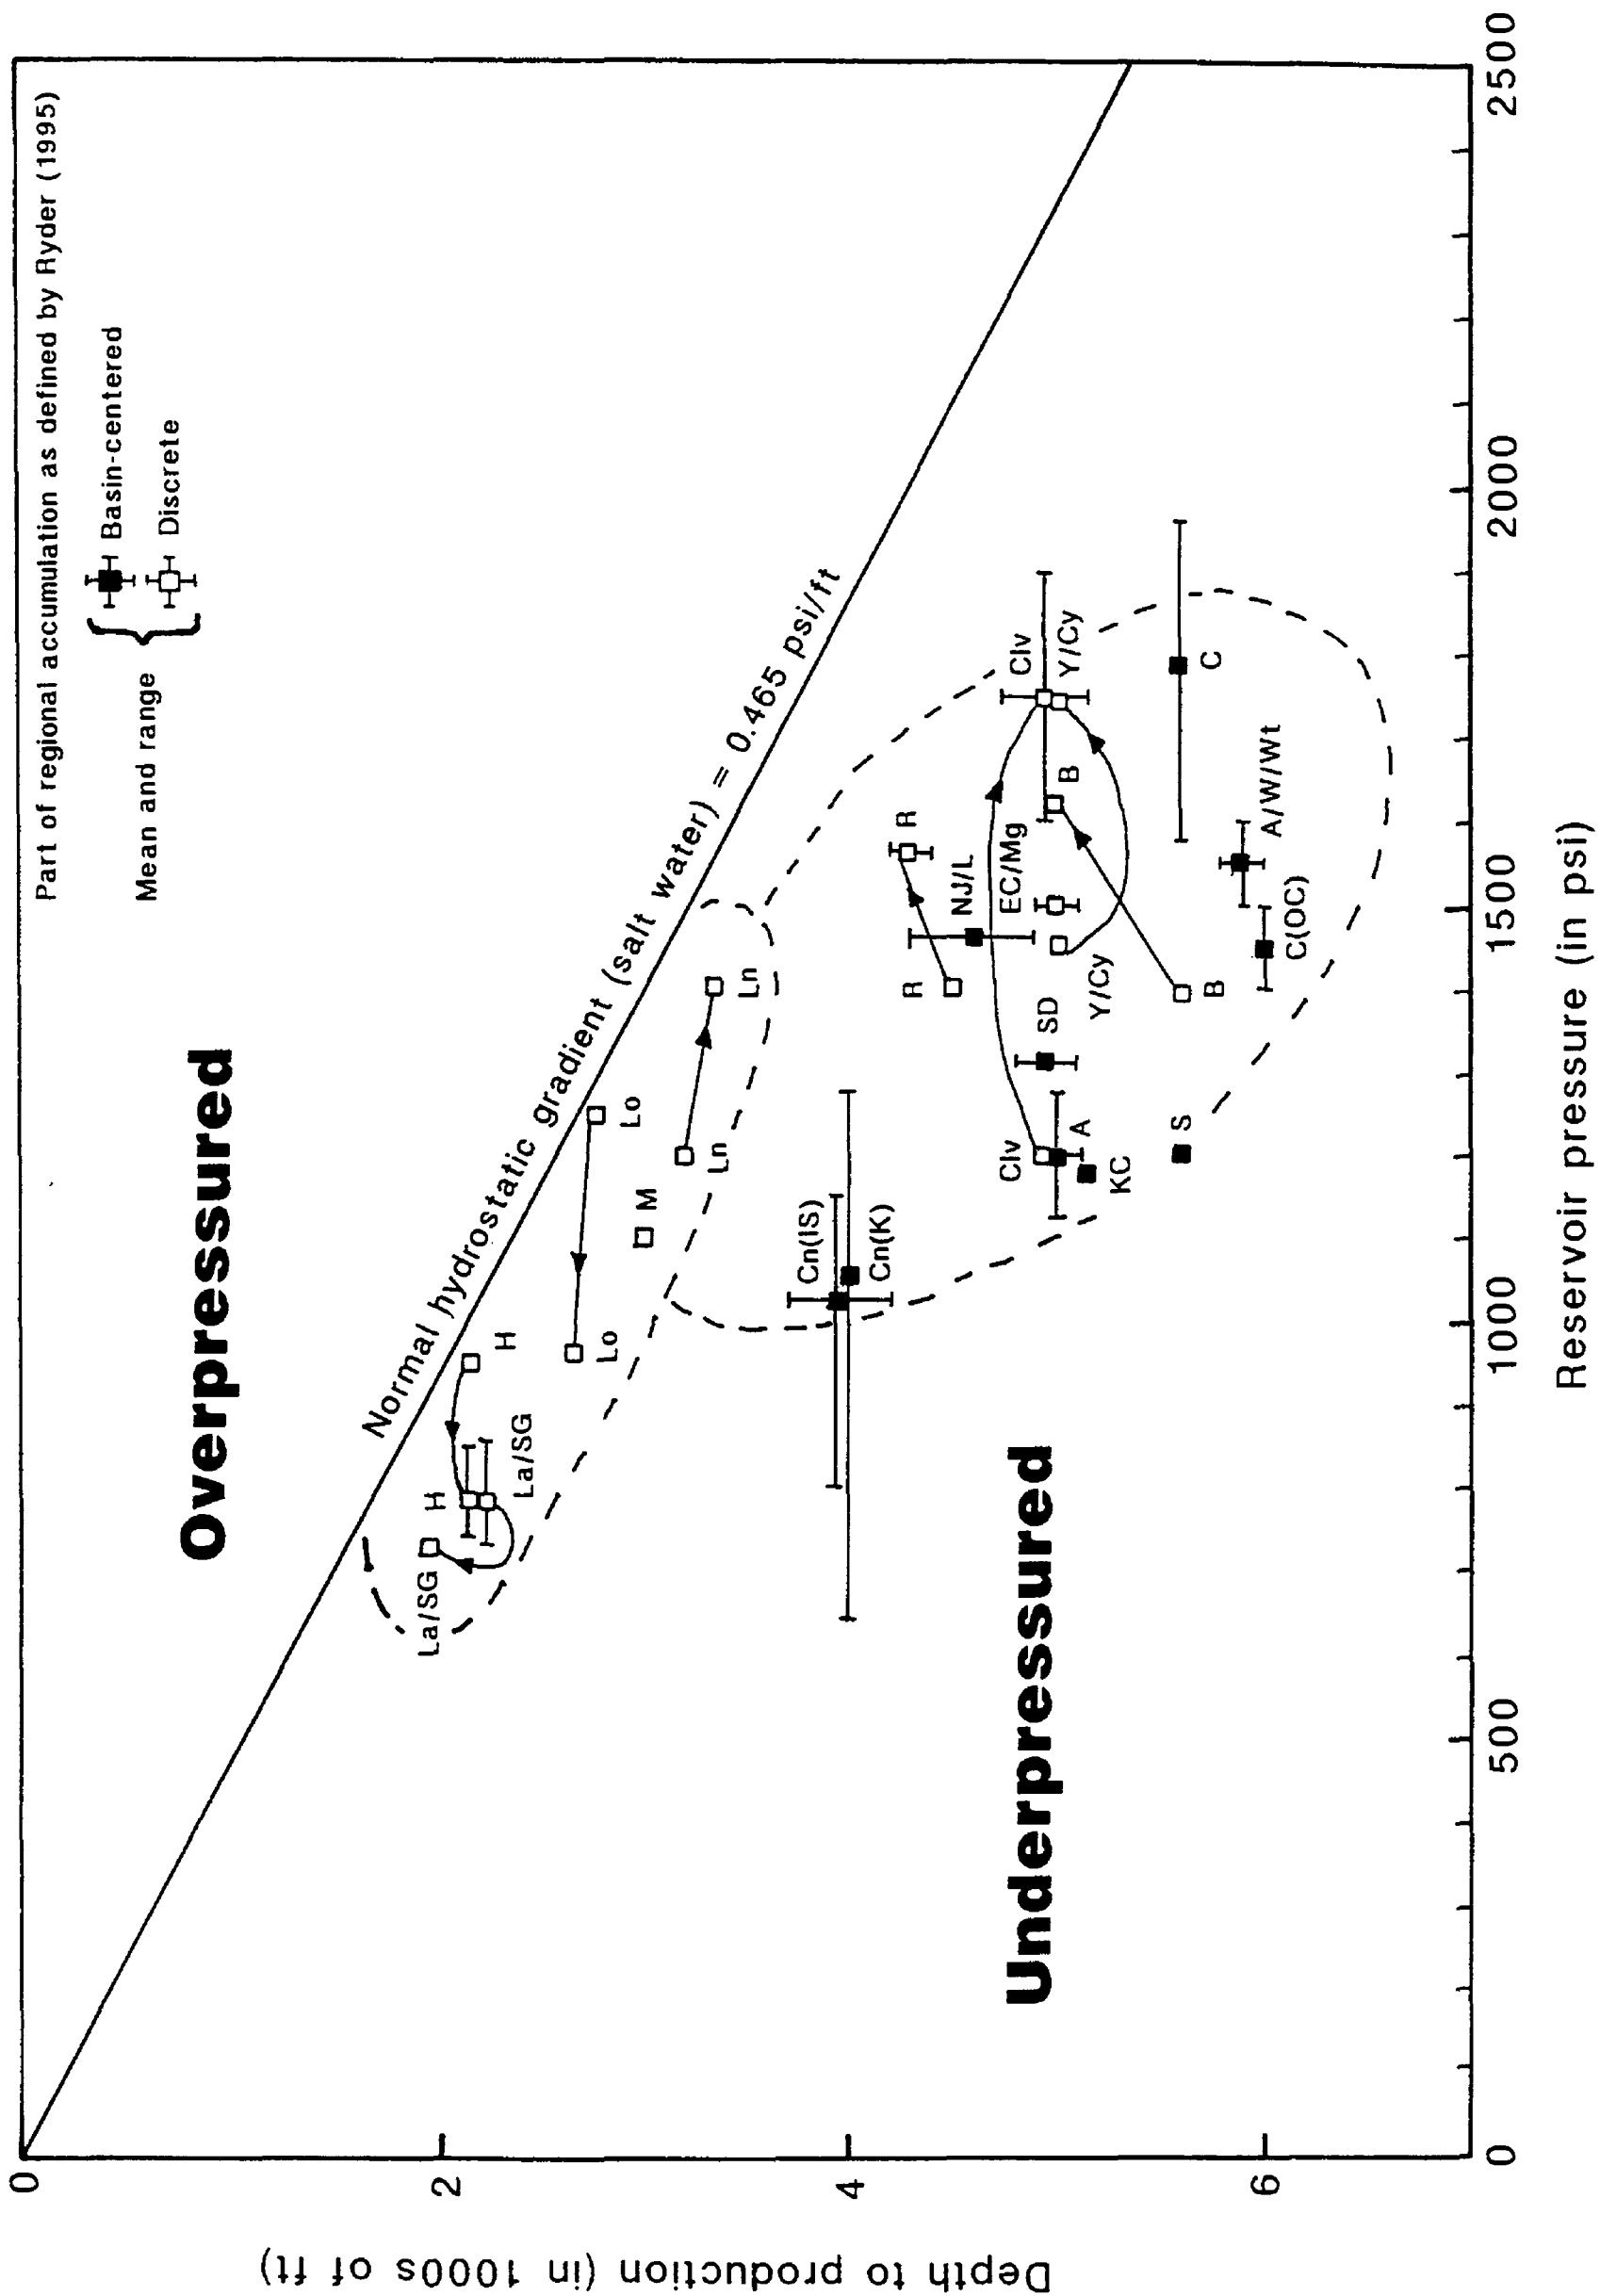 Part of regional accumulation as defined by Ryder (1995)
Mean and range
Basin-centered
Discrete
Overpressured
Normal hydrostatic gradient (salt water) = 0.465 psi/ft
La/SG
H
H
La/SG
Lo
Lo
M
Ln
Ln
Cn(IS)
Cn(K)
R
R
NJ/L
EC/Mg
Clv
Y/Cy
B
SD
Y/Cy
Clv
A
KC
S
B
C
A/W/Wt
C(OC)
Underpressured
Depth to production (in 1000s of ft)
0
2
4
6
0
500
1000
1500
2000
2500
Reservoir pressure (in psi)